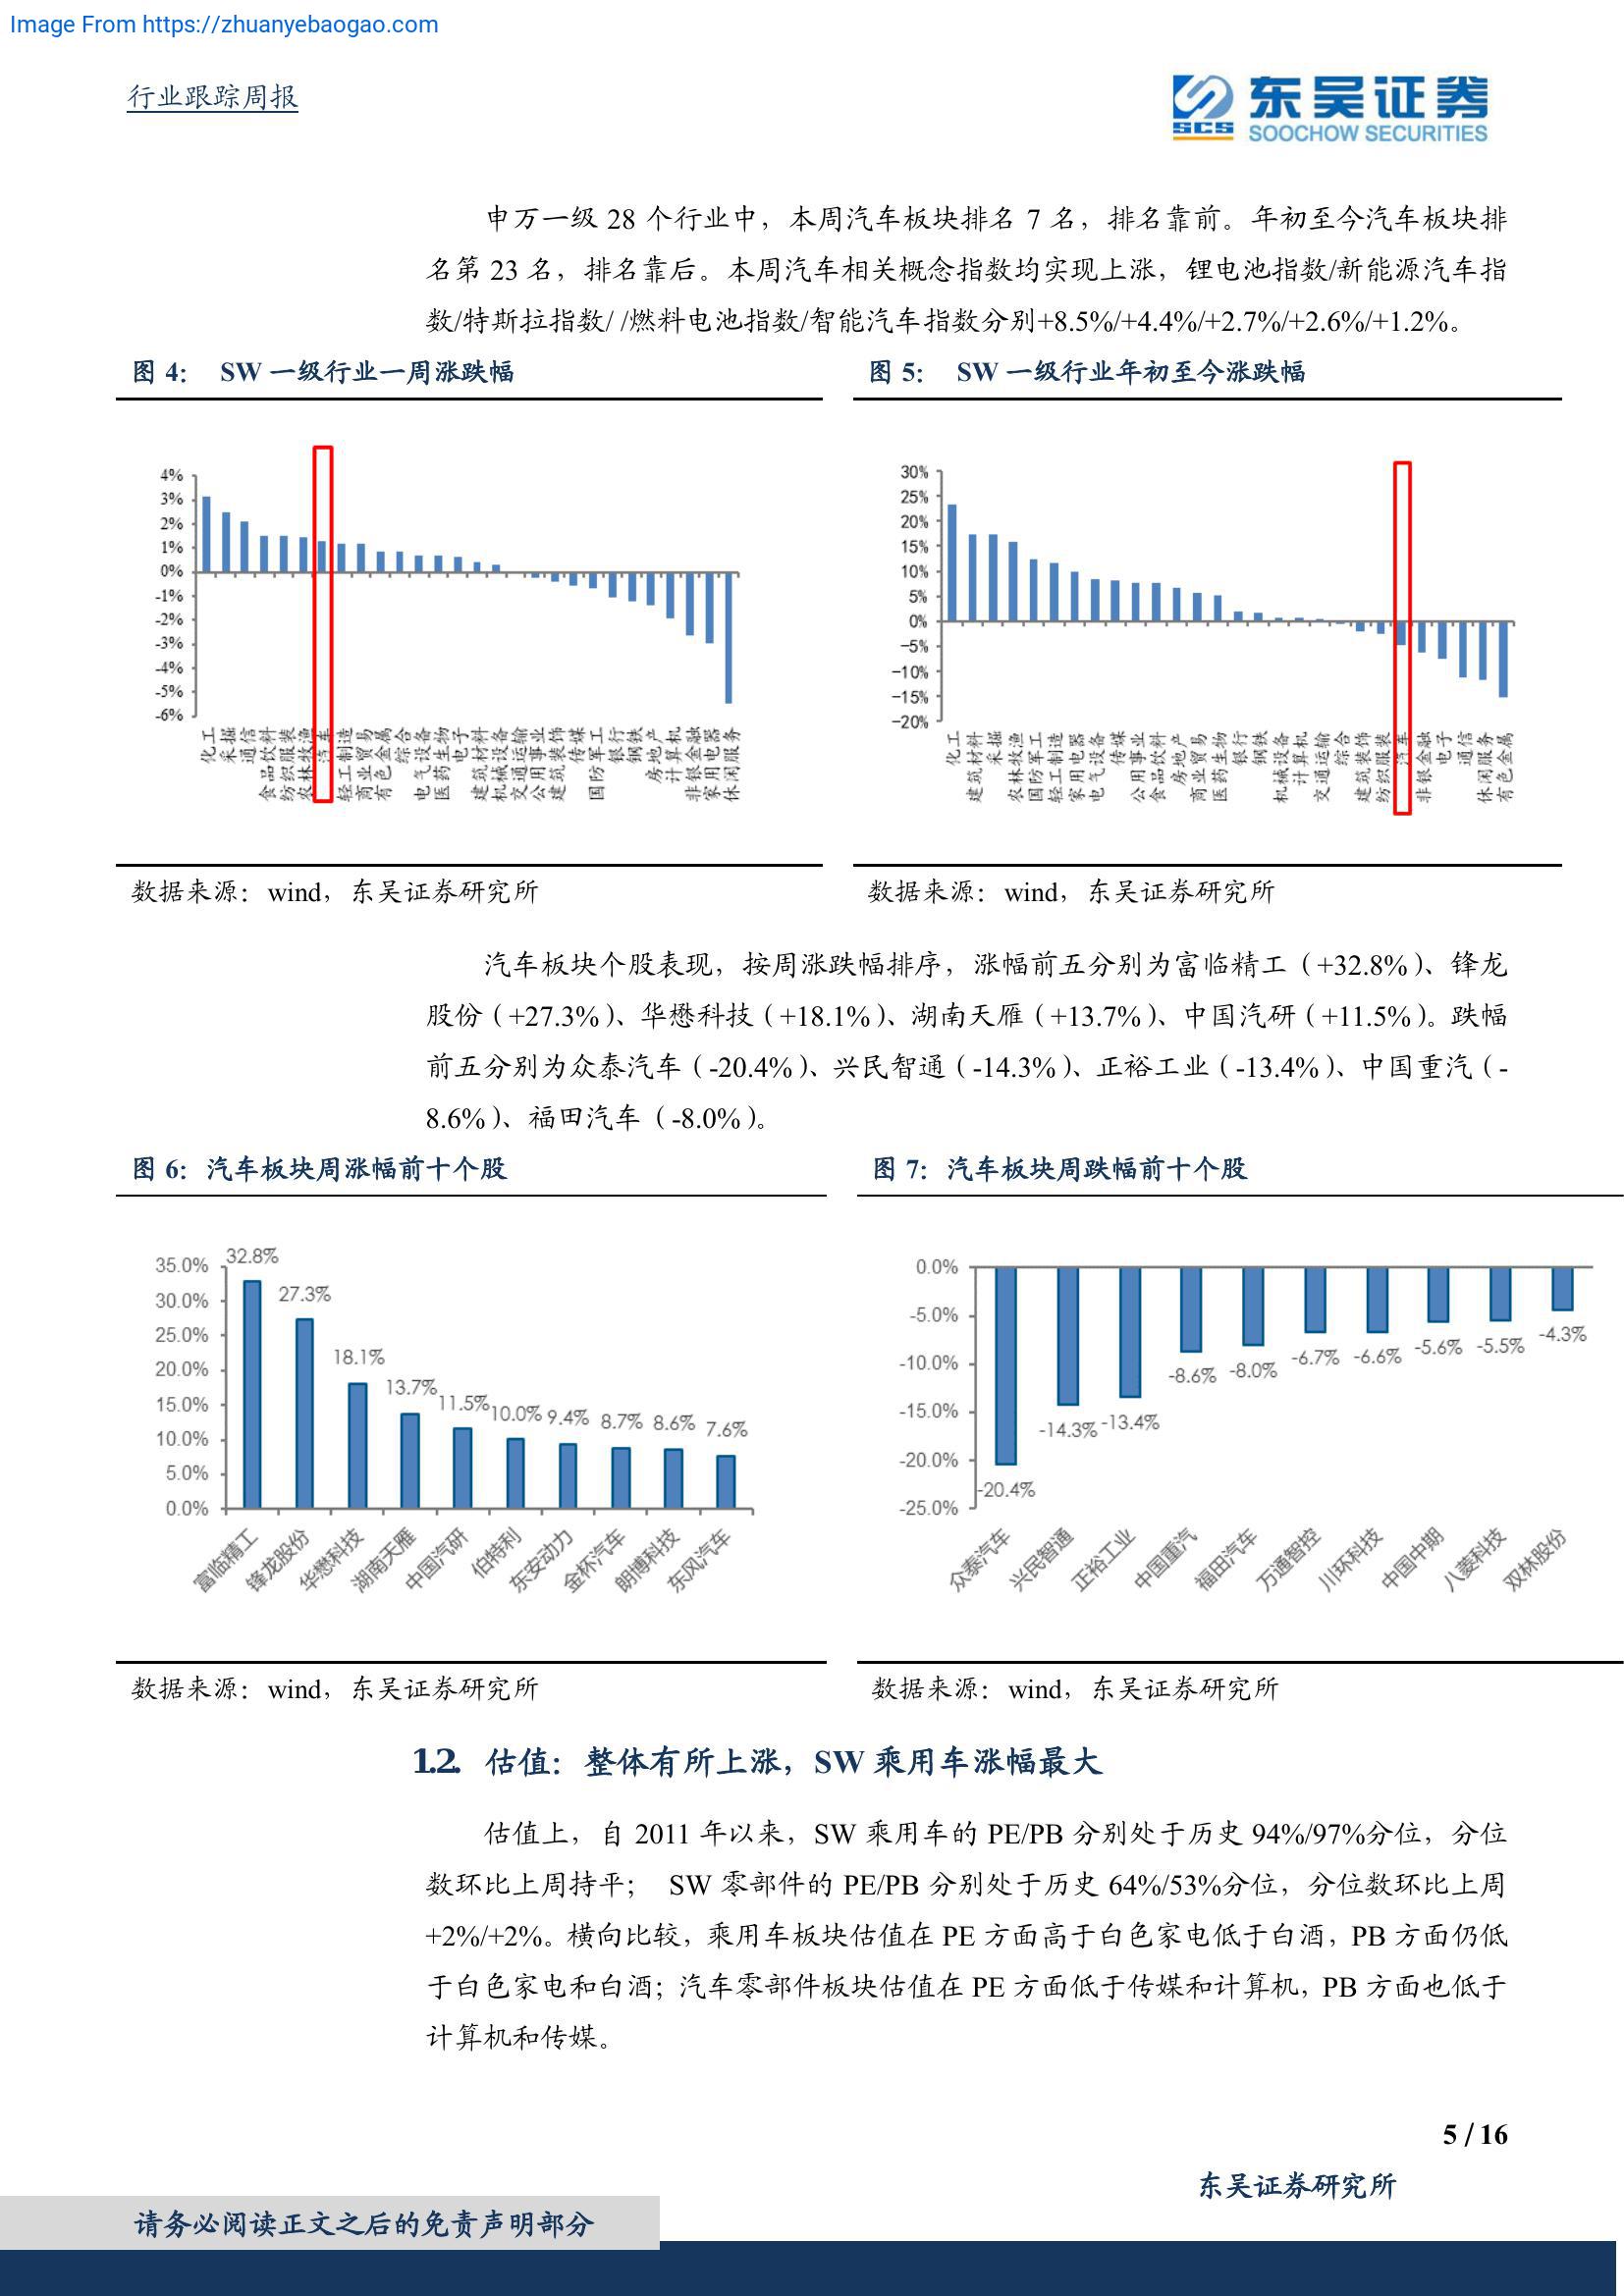 Image From https://zhuanyebaogao.com
行业跟踪周报
SCS
东吴证券
SOOCHOW SECURITIES
申万一级 28 个行业中，本周汽车板块排名 7 名，排名靠前。年初至今汽车板块排
名第 23 名，排名靠后。本周汽车相关概念指数均实现上涨，锂电池指数/新能源汽车指
数/特斯拉指数/ /燃料电池指数/智能汽车指数分别+8.5%/+4.4%/+2.7%/+2.6%/+1.2%。
图 4： SW 一级行业一周涨跌幅
4%
3%
2%
1%
0%
-1%
-2%
-3%
-4%
-5%
-6%
化工
采掘
通信
食品饮料
纺织服装
农林牧渔
汽车
轻工制造
商业贸易
有色金属
综合
电气设备
医药生物
电子
建筑材料
机械设备
交通运输
公用事业
建筑装饰
传媒
国防军工
银行
钢铁
房地产
计算机
非银金融
家用电器
休闲服务
数据来源：wind，东吴证券研究所
图 5： SW 一级行业年初至今涨跌幅
30%
25%
20%
15%
10%
5%
0%
-5%
-10%
-15%
-20%
化工
建筑材料
采掘
农林牧渔
国防军工
轻工制造
家用电器
电气设备
传媒
公用事业
食品饮料
房地产
商业贸易
医药生物
银行
钢铁
机械设备
计算机
交通运输
综合
建筑装饰
纺织服装
汽车
非银金融
电子
通信
休闲服务
有色金属
数据来源：wind，东吴证券研究所
汽车板块个股表现，按周涨跌幅排序，涨幅前五分别为富临精工（+32.8%）、锋龙
股份（+27.3%）、华懋科技（+18.1%）、湖南天雁（+13.7%）、中国汽研（+11.5%）。跌幅
前五分别为众泰汽车（-20.4%）、兴民智通（-14.3%）、正裕工业（-13.4%）、中国重汽（-
8.6%）、福田汽车（-8.0%）。
图 6：汽车板块周涨幅前十个股
35.0%
30.0%
25.0%
20.0%
15.0%
10.0%
5.0%
0.0%
32.8%
27.3%
18.1%
13.7%
11.5%
10.0%
9.4%
8.7%
8.6%
7.6%
富临精工
锋龙股份
华懋科技
湖南天雁
中国汽研
伯特利
东安动力
金杯汽车
朗博科技
东风汽车
数据来源：wind，东吴证券研究所
图 7：汽车板块周跌幅前十个股
0.0%
-5.0%
-10.0%
-15.0%
-20.0%
-25.0%
-20.4%
-14.3%
-13.4%
-8.6%
-8.0%
-6.7%
-6.6%
-5.6%
-5.5%
-4.3%
众泰汽车
兴民智通
正裕工业
中国重汽
福田汽车
万通智控
川环科技
中国中期
八菱科技
双林股份
数据来源：wind，东吴证券研究所
1.2. 估值：整体有所上涨，SW 乘用车涨幅最大
估值上，自 2011 年以来，SW 乘用车的 PE/PB 分别处于历史 94%/97%分位，分位
数环比上周持平； SW 零部件的 PE/PB 分别处于历史 64%/53%分位，分位数环比上周
+2%/+2%。横向比较，乘用车板块估值在 PE 方面高于白色家电低于白酒，PB 方面仍低
于白色家电和白酒；汽车零部件板块估值在 PE 方面低于传媒和计算机，PB 方面也低于
计算机和传媒。
5 / 16
东吴证券研究所
请务必阅读正文之后的免责声明部分